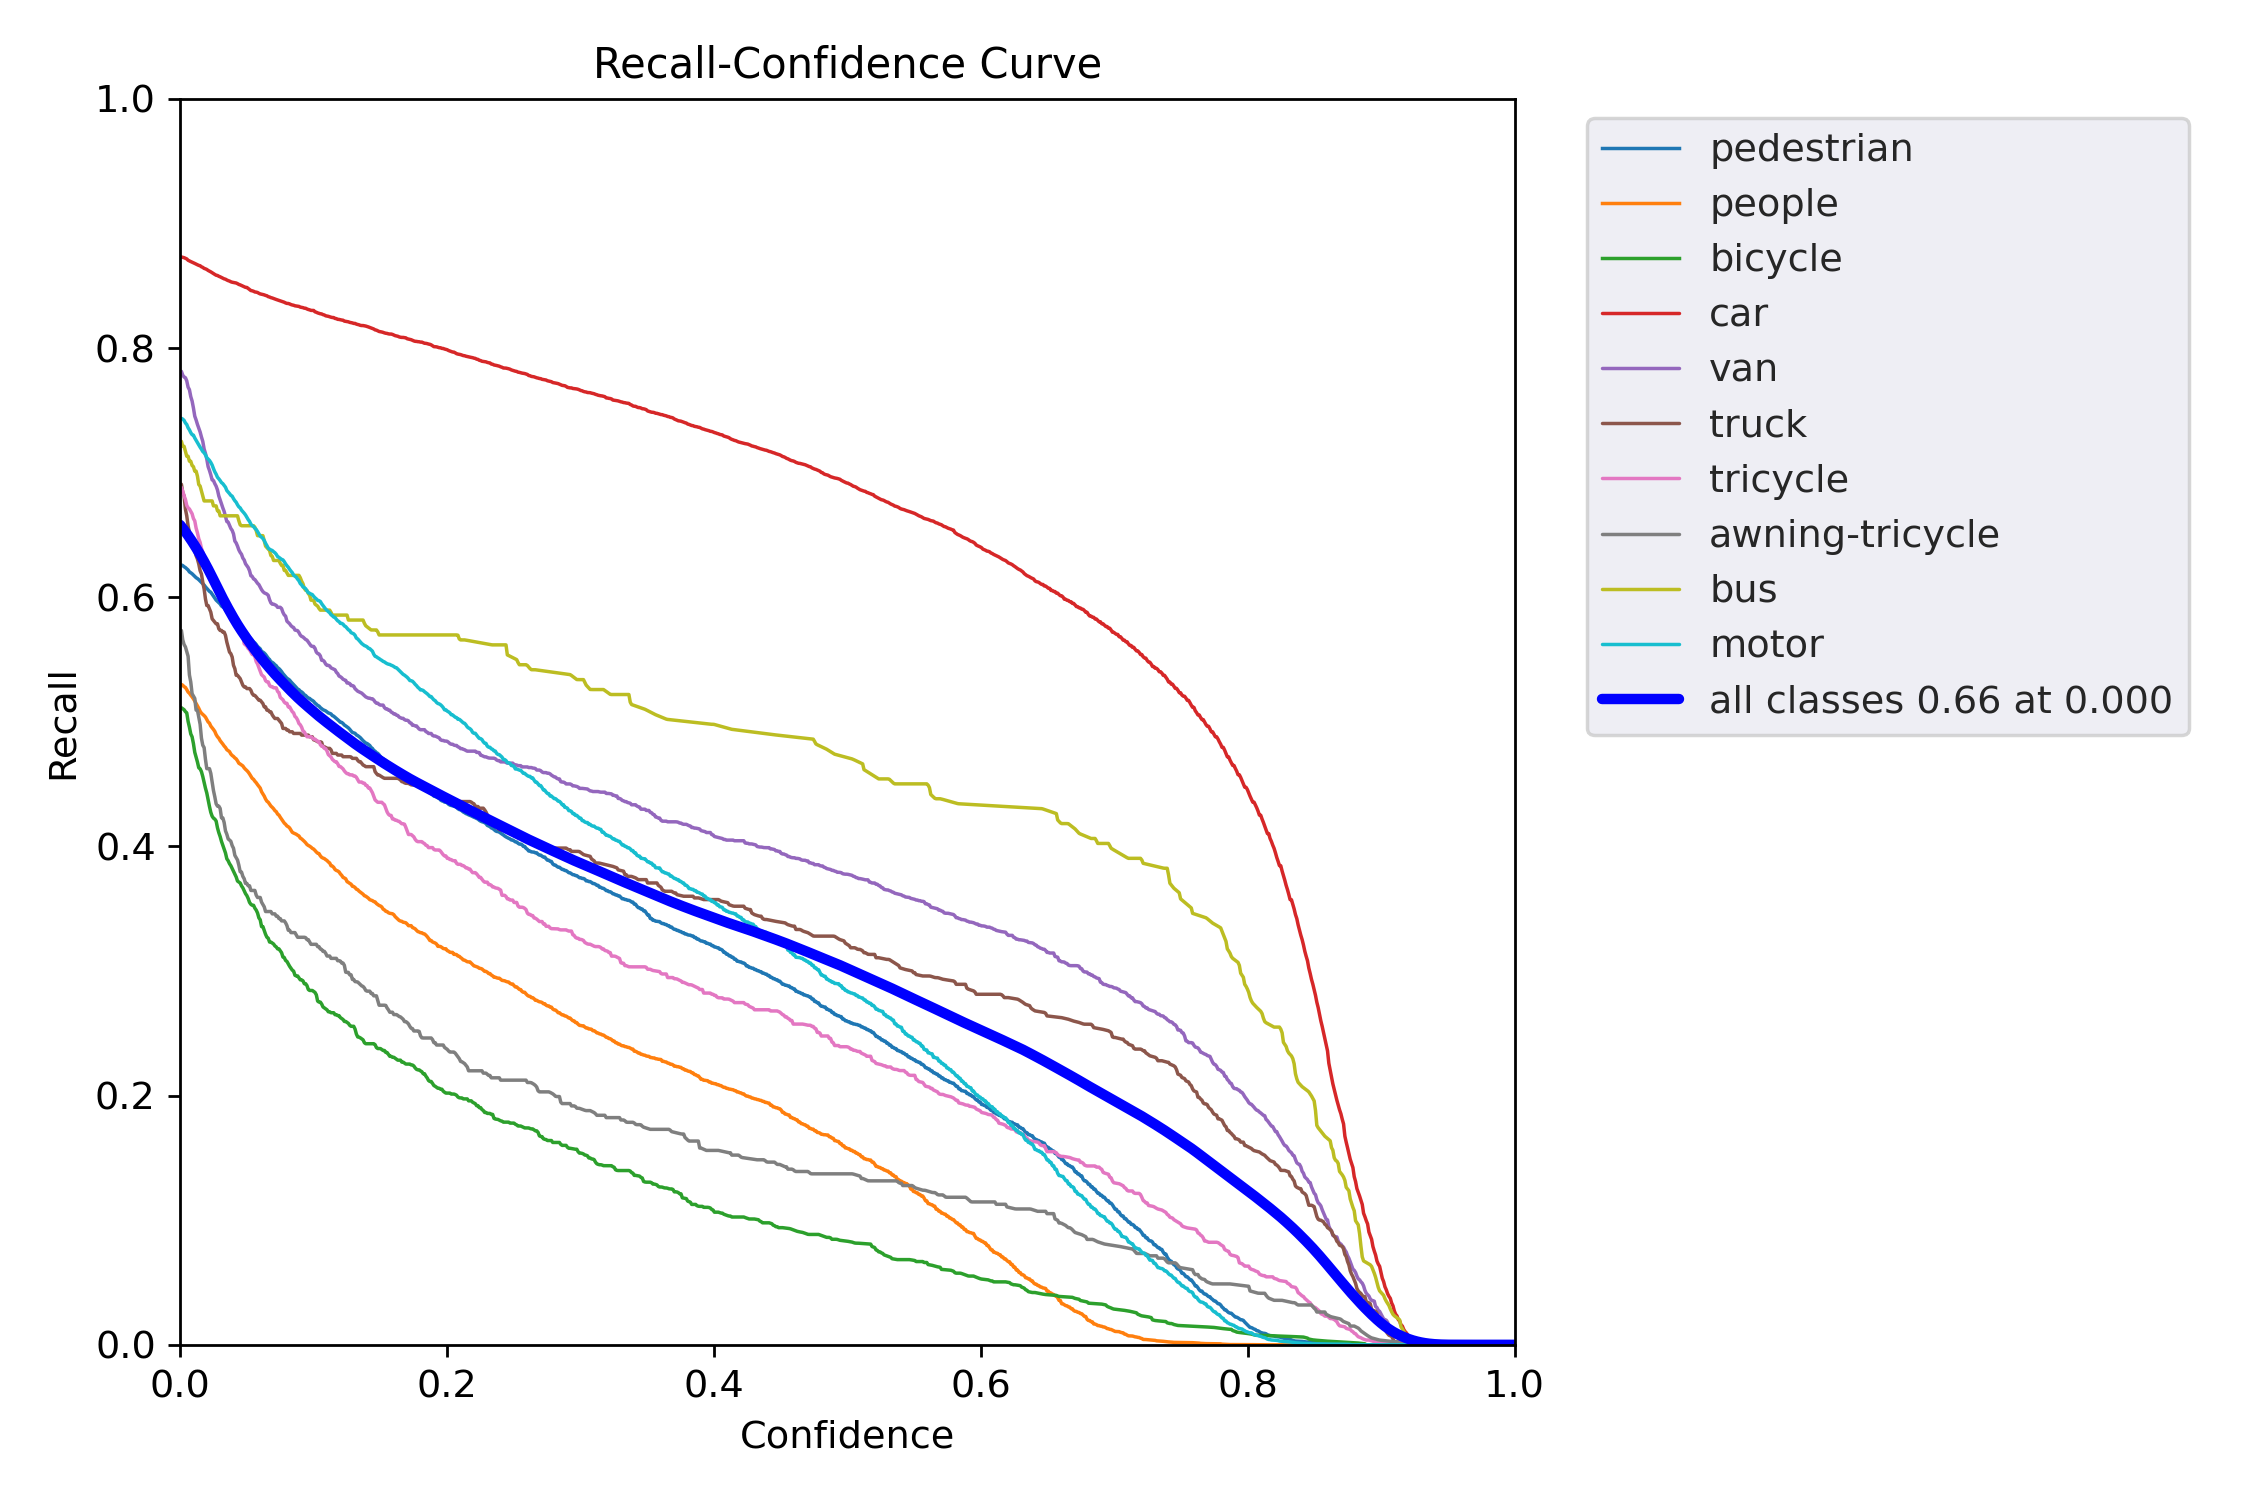 Recall-Confidence Curve
1.0
0.8
0.6
0.4
0.2
0.0
Recall
0.0 0.2 0.4 0.6 0.8 1.0
Confidence
pedestrian
people
bicycle
car
van
truck
tricycle
awning-tricycle
bus
motor
all classes 0.66 at 0.000